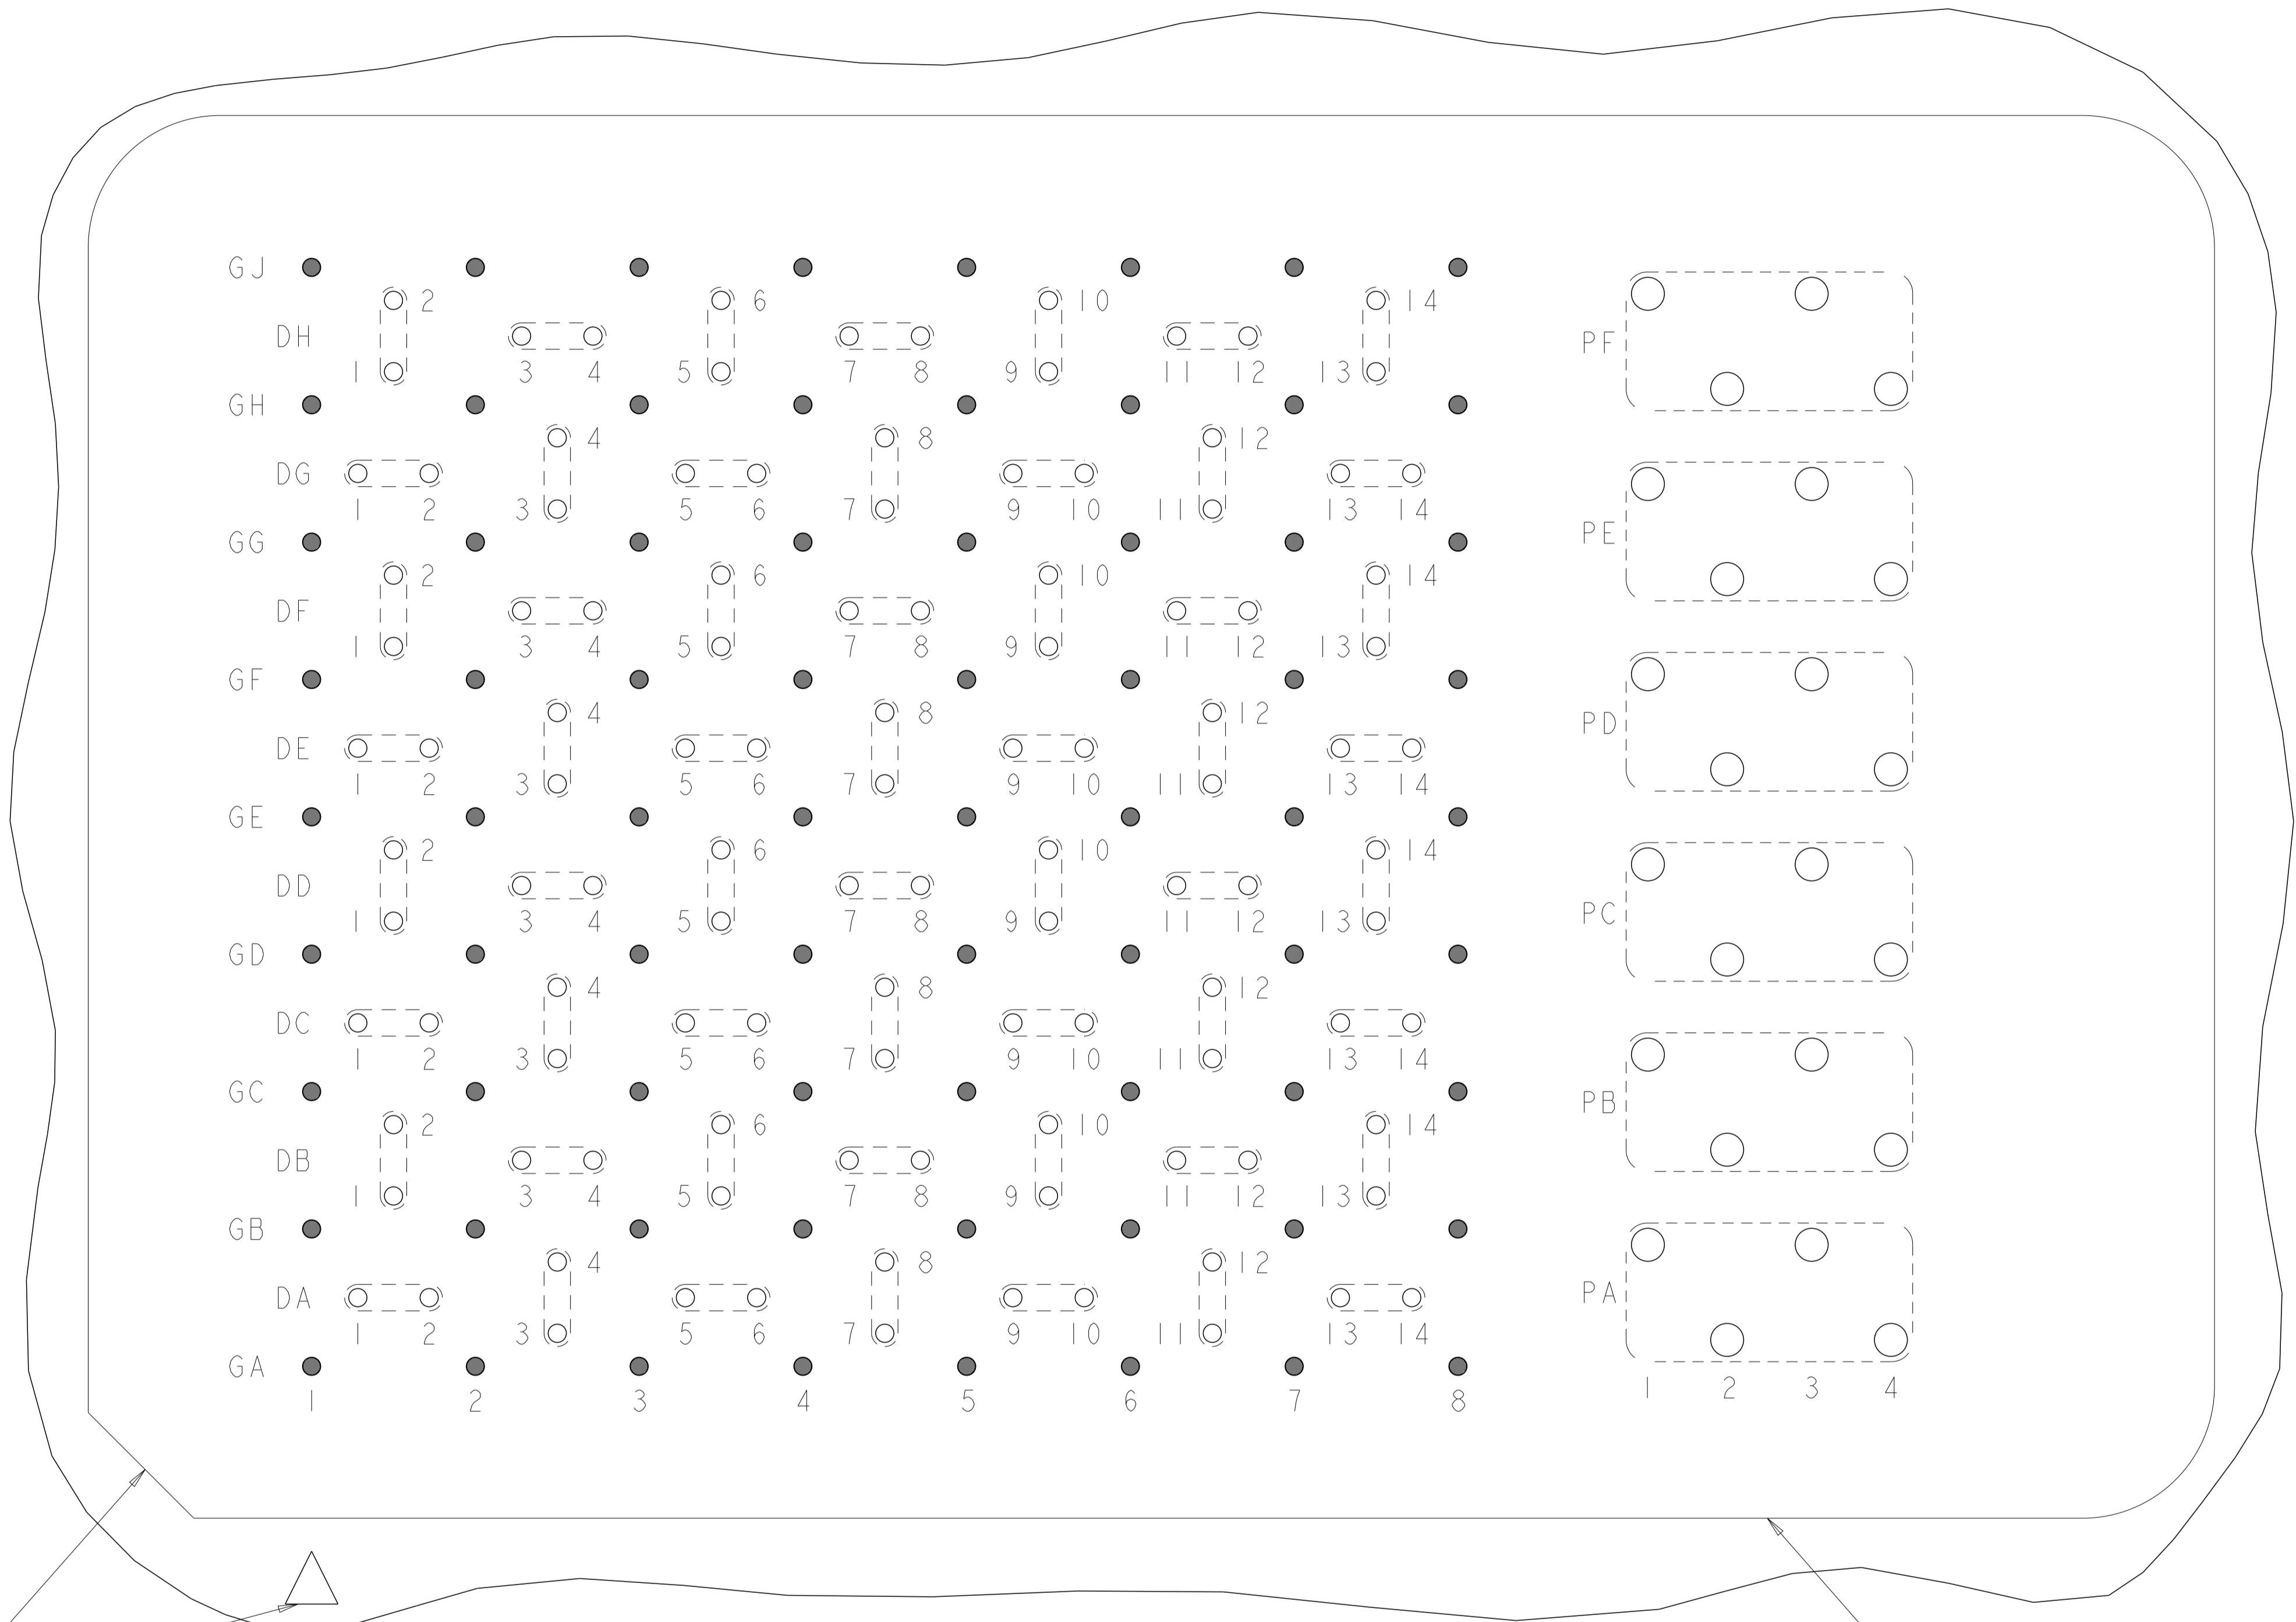 GJ
2 6 10 14
DH PF
1 3 4 5 7 8 9 11 12 13
GH
4 8 12
DG
1 2 3 5 6 7 9 10 11 13 14
PE
GG
2 6 10 14
DF
1 3 4 5 7 8 9 11 12 13
GF
4 8 12
PD
DE
1 2 3 5 6 7 9 10 11 13 14
GE
2 6 10 14
DD
PC
1 3 4 5 7 8 9 11 12 13
GD
4 8 12
DC
1 2 3 5 6 7 9 10 11 13 14
GC
PB
2 6 10 14
DB
1 3 4 5 7 8 9 11 12 13
GB
4 8 12
DA PA
1 2 3 5 6 7 9 10 11 13 14
GA
1 2 3 4 5 6 7 8 1 2 3 4